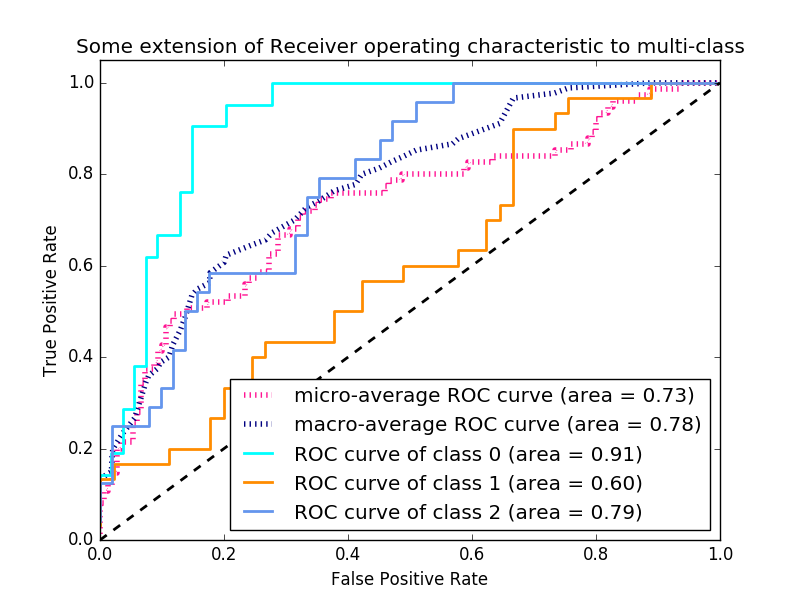 Some extension of Receiver operating characteristic to multi-class
1.0
0.8
0.6
0.4
0.2
0.0
True Positive Rate
micro-average ROC curve (area = 0.73)
macro-average ROC curve (area = 0.78)
ROC curve of class 0 (area = 0.91)
ROC curve of class 1 (area = 0.60)
ROC curve of class 2 (area = 0.79)
0.0 0.2 0.4 0.6 0.8 1.0
False Positive Rate